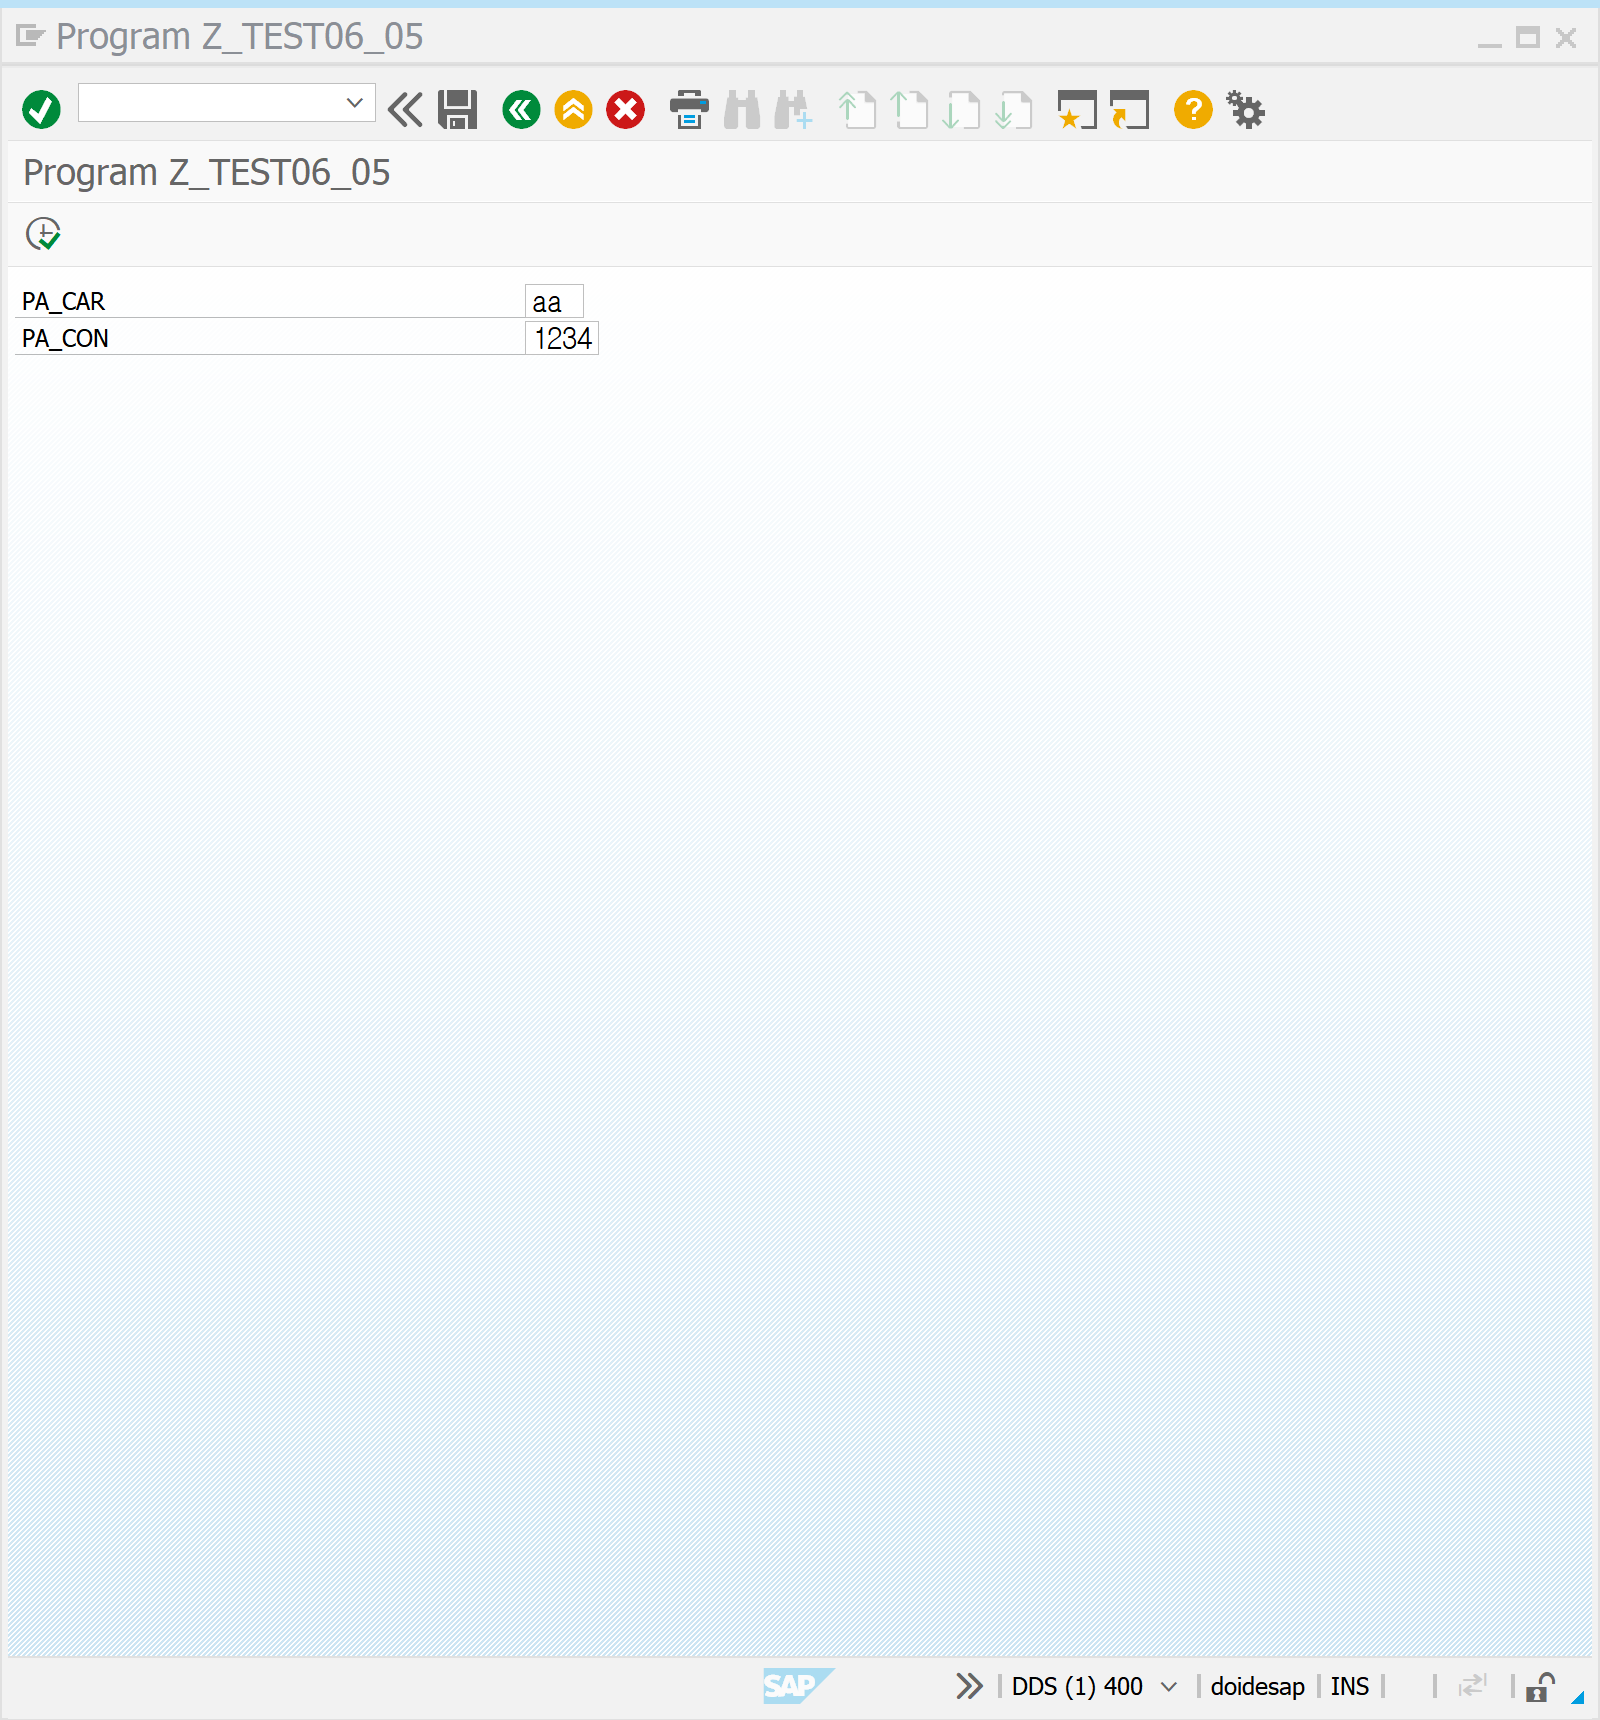 Program Z_TEST06_05
Program Z_TEST06_05
PA_CAR aa
PA_CON 1234
SAP DDS (1) 400 doidesap INS